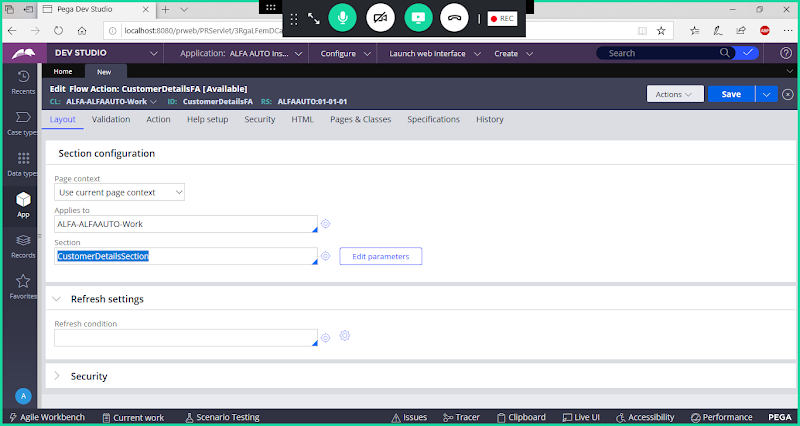 Pega Dev Studio
REC
localhost:8080/prweb/PRServlet/3RgaLFemDCa
ABP
DEV STUDIO
Application: ALFA AUTO Ins...
Configure
Launch web interface
Create
Search
Home
New
Edit Flow Action: CustomerDetailsFA [Available]
CL: ALFA-ALFAAUTO-Work
ID: CustomerDetailsFA
RS: ALFAAUTO:01-01-01
Actions
Save
Layout
Validation
Action
Help setup
Security
HTML
Pages & Classes
Specifications
History
Recents
Case types
Data types
App
Records
Favorites
A
Section configuration
Page context
Use current page context
Applies to
ALFA-ALFAAUTO-Work
Section
CustomerDetailsSection
Edit parameters
Refresh settings
Refresh condition
Security
Agile Workbench
Current work
Scenario Testing
Issues
Tracer
Clipboard
Live UI
Accessibility
Performance
PEGA